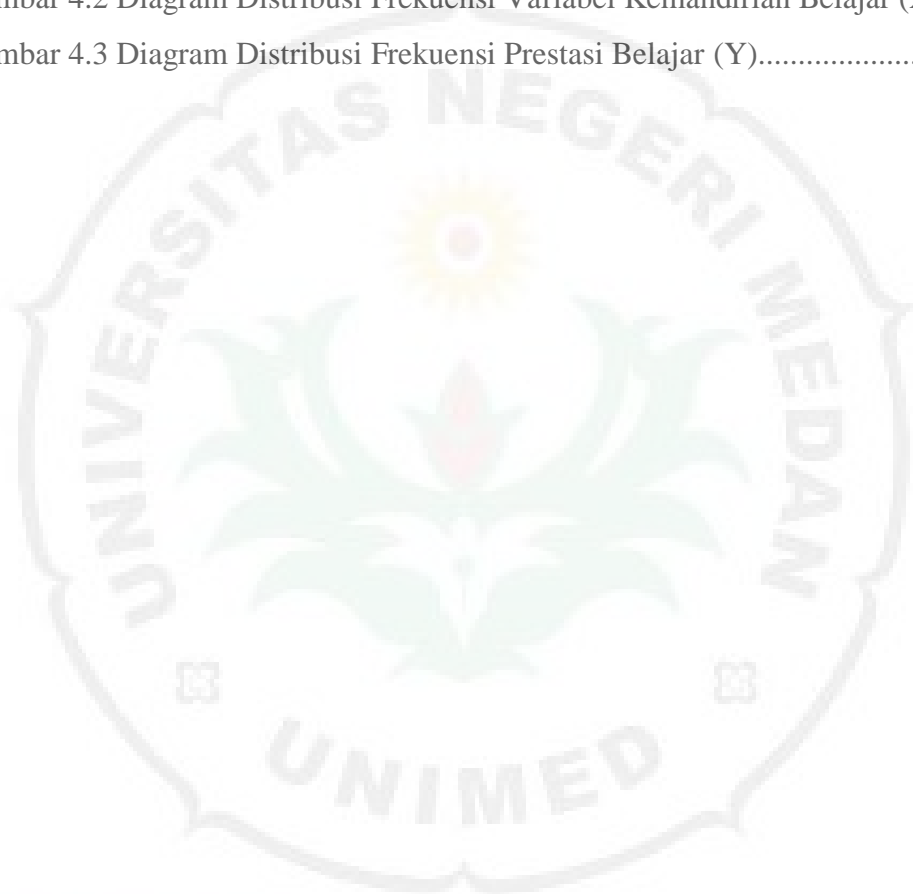 mbar 4.2 Diagram Distribusi Frekuensi Variabel Kemandirian Belajar (
mbar 4.3 Diagram Distribusi Frekuensi Prestasi Belajar (Y)....................
UNIVERSITAS NEGERI MEDAN
UNIMED